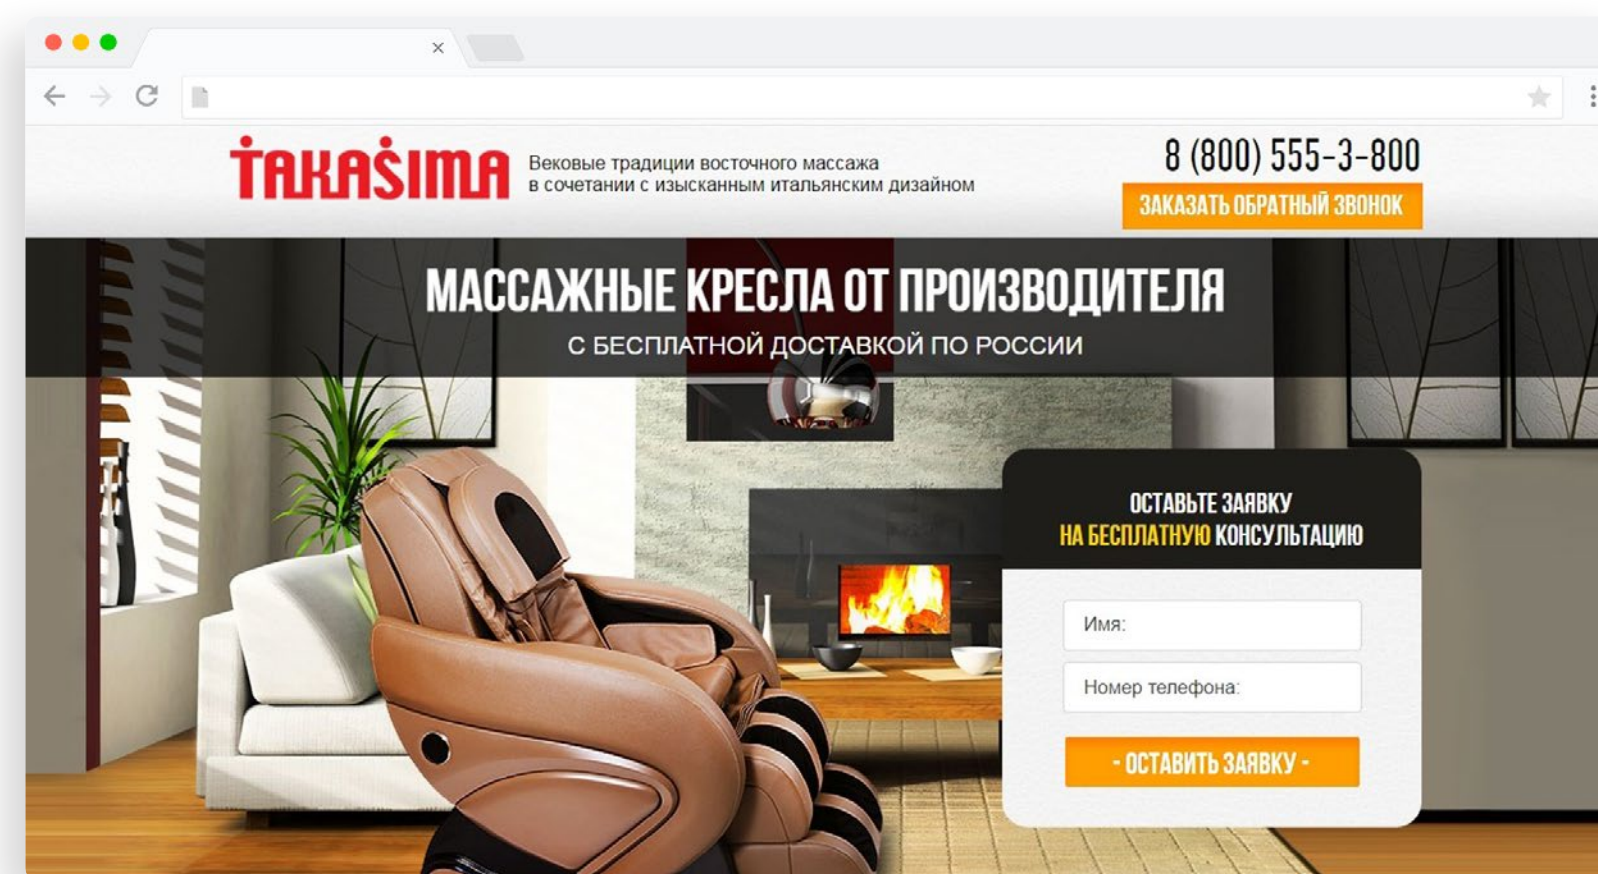 TAKAŠIMA
Вековые традиции восточного массажа
в сочетании с изысканным итальянским дизайном
8 (800) 555-3-800
ЗАКАЗАТЬ ОБРАТНЫЙ ЗВОНОК
МАССАЖНЫЕ КРЕСЛА ОТ ПРОИЗВОДИТЕЛЯ
С БЕСПЛАТНОЙ ДОСТАВКОЙ ПО РОССИИ
ОСТАВЬТЕ ЗАЯВКУ
НА БЕСПЛАТНУЮ КОНСУЛЬТАЦИЮ
Имя:
Номер телефона:
- ОСТАВИТЬ ЗАЯВКУ -